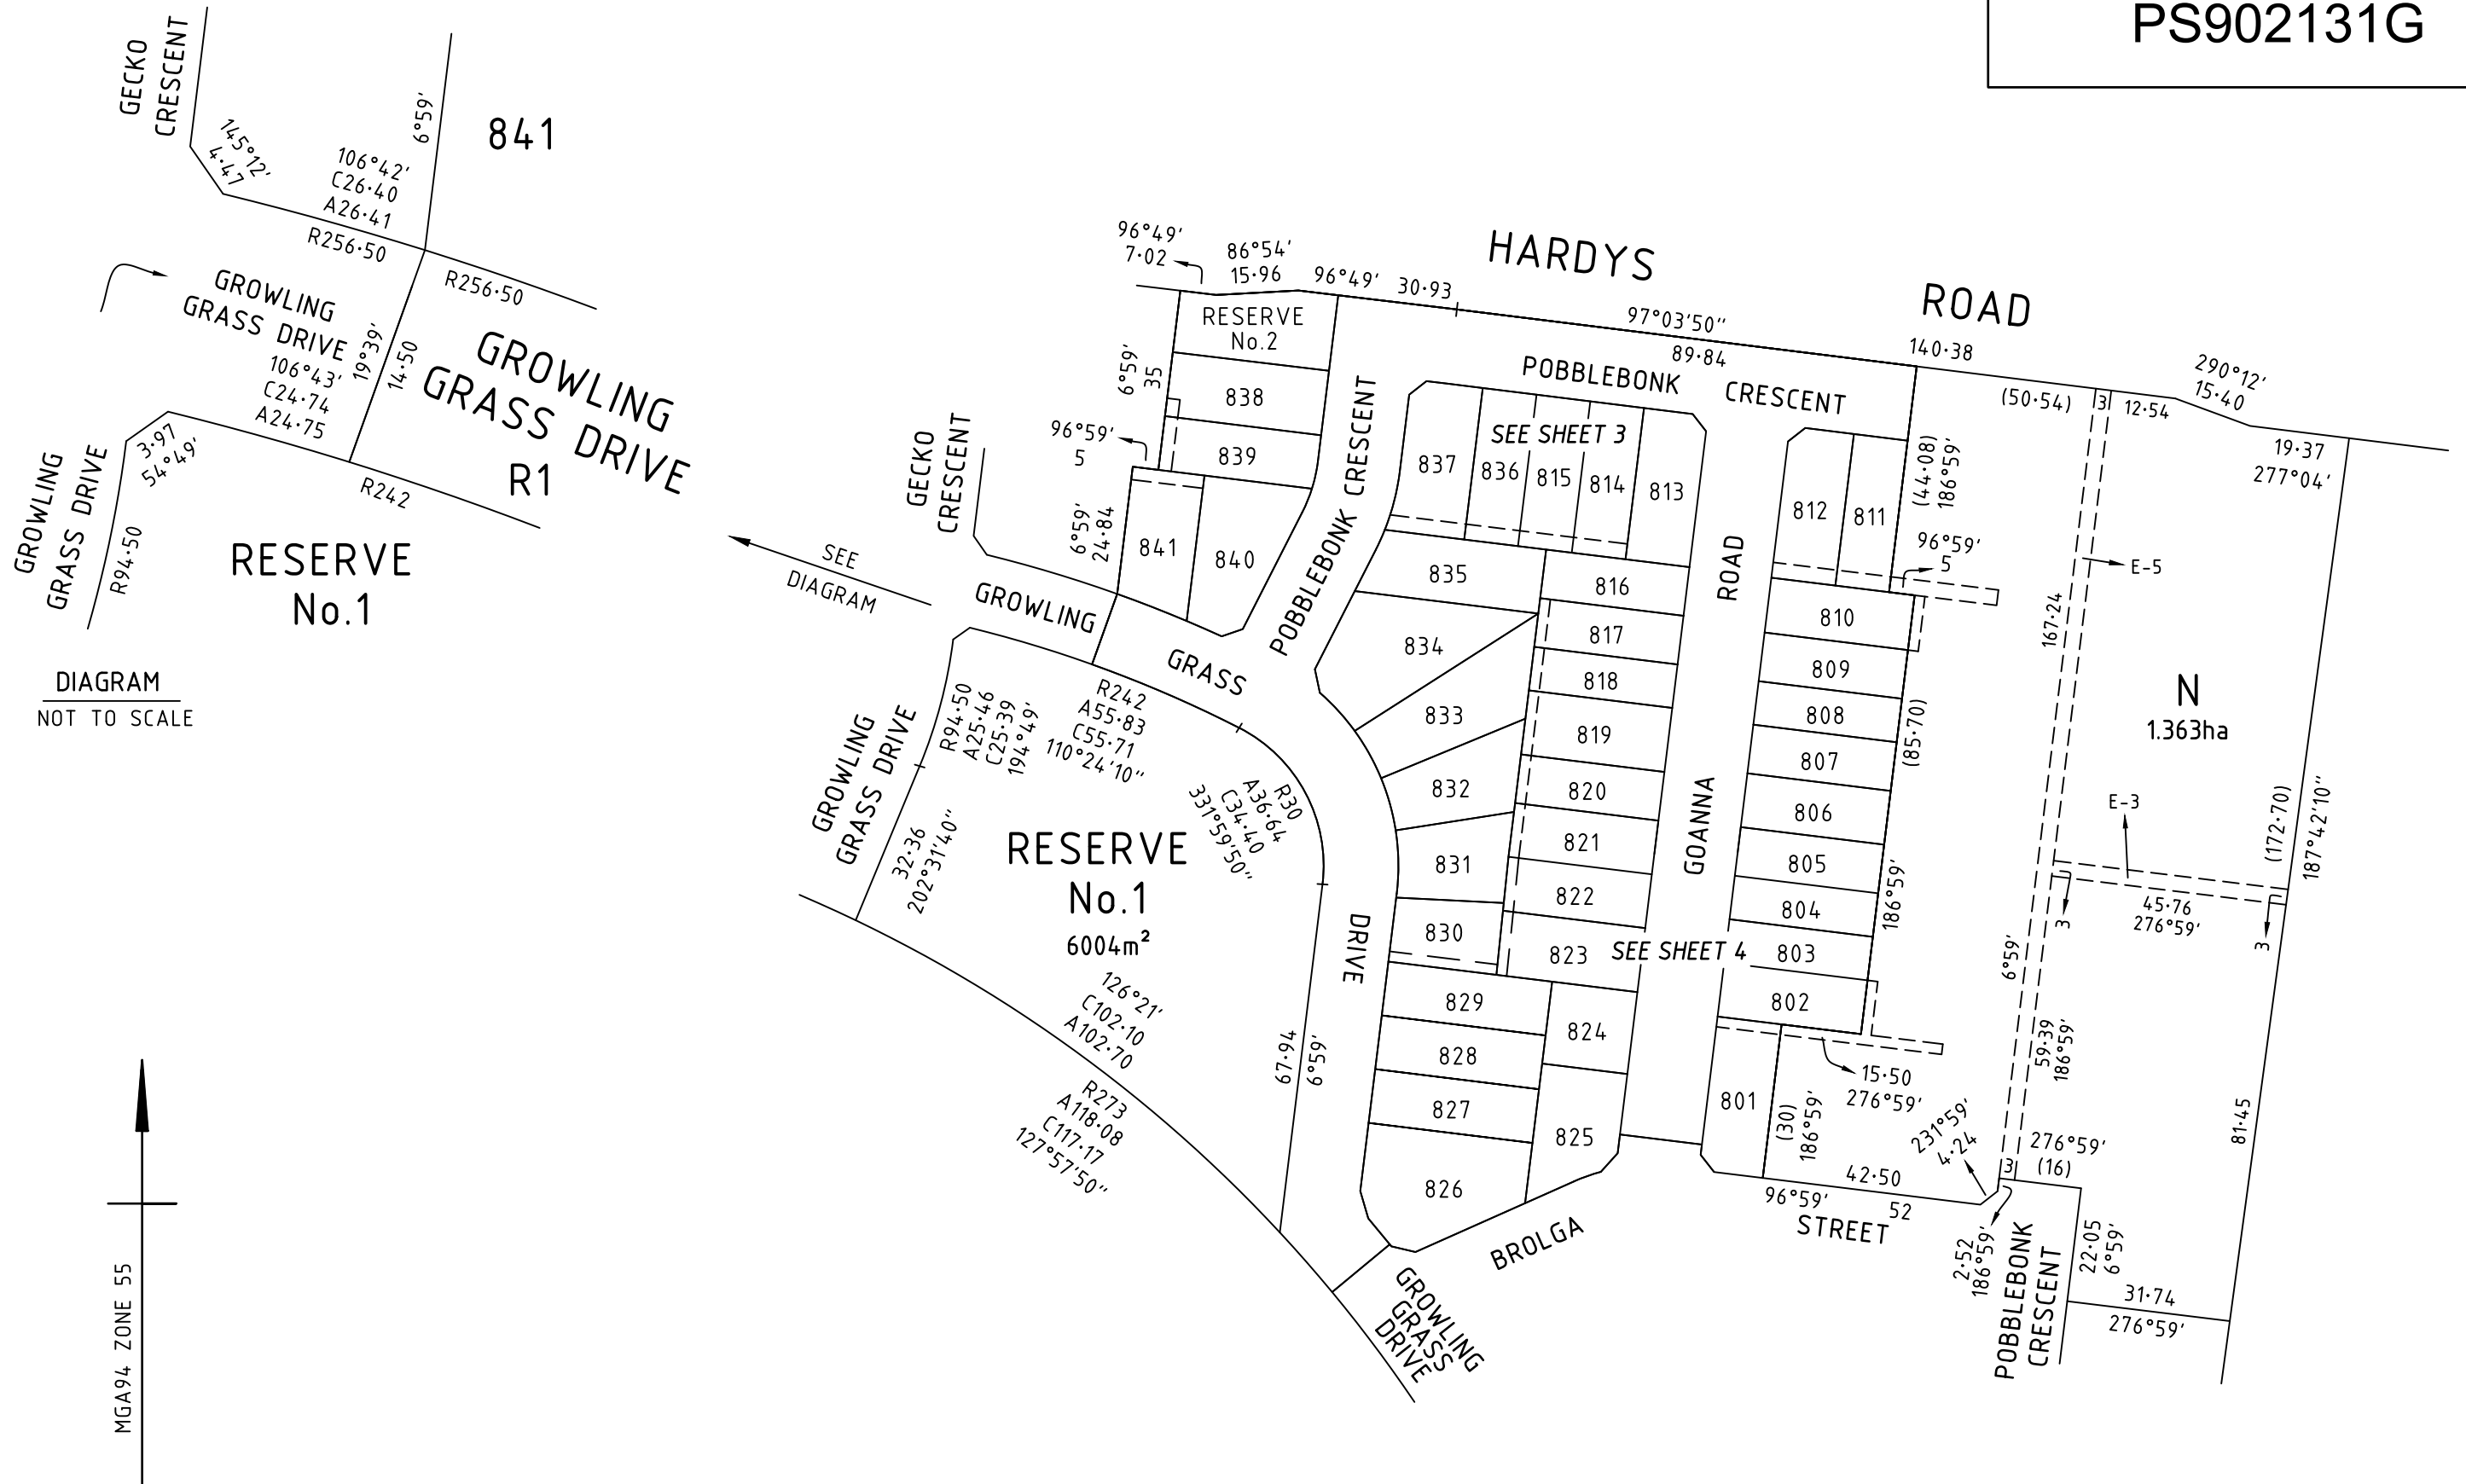 PS902131G
GECKO
CRESCENT
145°12'
4·47
106°42'
C26·40
A26·41
R256·50
6°59'
841
R256·50
GROWLING
GRASS DRIVE
106°43'
C24·74
A24·75
19°39'
14·50
GROWLING
GRASS DRIVE
R1
3·97
54°49'
R242
GROWLING
GRASS DRIVE
R94·50
RESERVE
No.1
DIAGRAM
NOT TO SCALE
MGA94 ZONE 55
HARDYS
ROAD
96°49'
7·02
86°54'
15·96
96°49'
30·93
97°03'50"
89·84
140·38
(50·54)
3
12·54
290°12'
15·40
19·37
277°04'
RESERVE
No.2
6°59'
35
838
839
96°59'
5
GECKO
CRESCENT
6°59'
24·84
841
840
POBBLEBONK CRESCENT
POBBLEBONK
CRESCENT
SEE SHEET 3
837
836
815
814
813
812
811
(44·08)
186°59'
96°59'
5
E-5
SEE
DIAGRAM
GROWLING
GRASS
DRIVE
835
834
833
832
831
830
829
828
827
826
816
817
818
819
820
821
822
823
824
825
ROAD
GOANNA
810
809
808
807
806
805
804
803
802
801
SEE SHEET 4
(85·70)
186°59'
167·24
6°59'
N
1.363ha
E-3
(172·70)
187°42'10"
45·76
276°59'
3
3
59·39
186°59'
81·45
R94·50
A25·46
C25·39
194°49'
GROWLING
GRASS DRIVE
32·36
202°31'40"
R242
A55·83
C55·71
110°24'10"
R30
A36·64
C34·40
331°59'50"
RESERVE
No.1
6004m²
126°21'
C102·10
A102·70
R273
A118·08
C117·17
127°57'50"
67·94
6°59'
(30)
186°59'
15·50
276°59'
231°59'
4·24
276°59'
(16)
3
42·50
96°59'
52
STREET
BROLGA
2·52
186°59'
POBBLEBONK
CRESCENT
22·05
6°59'
31·74
276°59'
GROWLING
GRASS
DRIVE